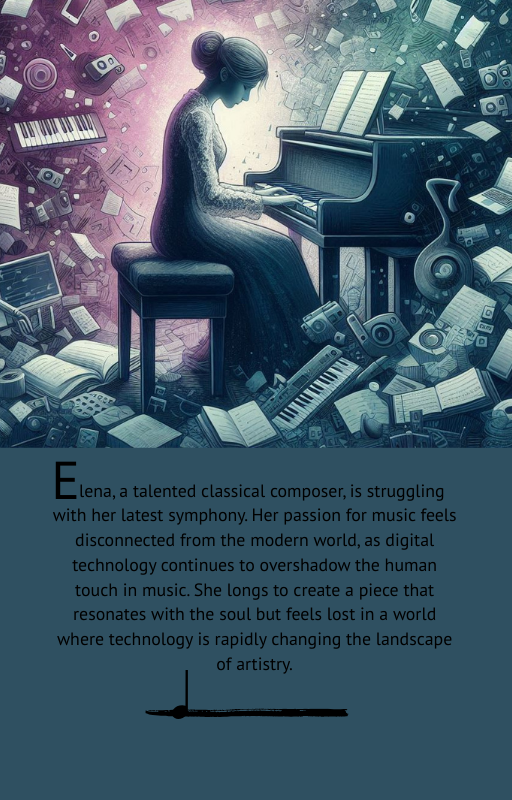 Elena, a talented classical composer, is struggling
with her latest symphony. Her passion for music feels
disconnected from the modern world, as digital
technology continues to overshadow the human
touch in music. She longs to create a piece that
resonates with the soul but feels lost in a world
where technology is rapidly changing the landscape
of artistry.